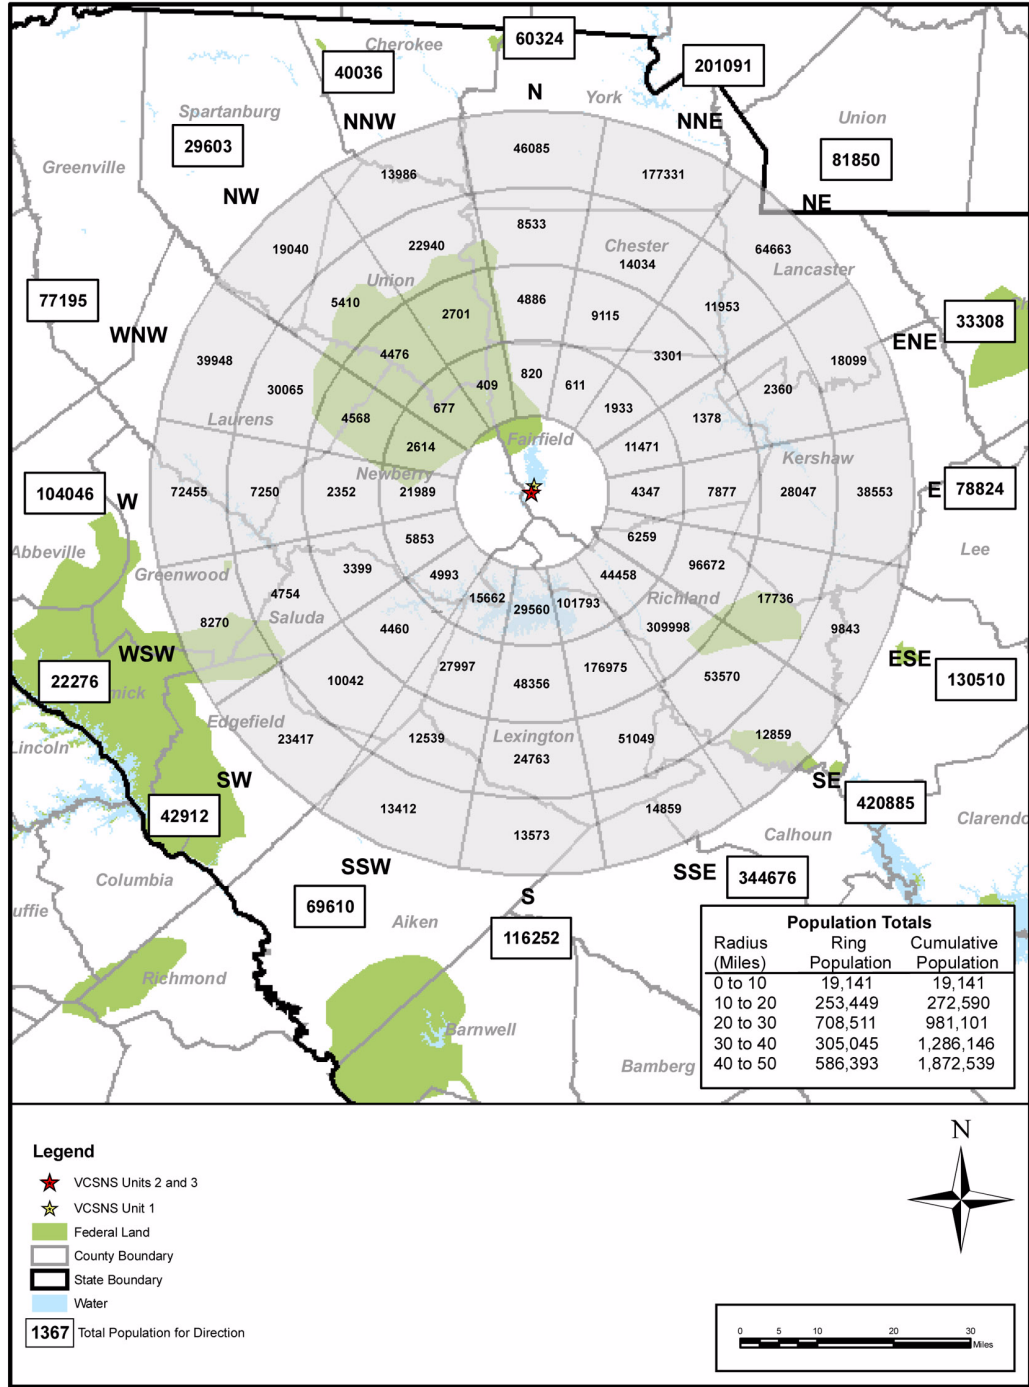 60324
Cherokee
40036
201091
N
York
Spartanburg
NNW
NNE
Union
29603
46085
81850
Greenville
13986
177331
NW
NE
8533
19040
22940
Chester
64663
14034
Lancaster
Union
77195
5410
2701
4886
9115
11953
33308
WNW
ENE
39948
4476
3301
18099
30065
409
820
611
2360
Laurens
4568
677
1933
1378
2614
Fairfield
11471
Newberry
Kershaw
104046
W
72455
7250
2352
21989
4347
7877
28047
38553
E
78824
Abbeville
5853
6259
Lee
Greenwood
3399
4993
44458
96672
4754
15662
29560
101793
Richland
17736
8270
Saluda
4460
309998
9843
WSW
ESE
22276
mick
27997
176975
130510
10042
48356
53570
Edgefield
Lincoln
23417
12539
Lexington
51049
12859
24763
SW
SE
42912
13412
14859
420885
13573
Calhoun
Clarendo
SSW
SSE
Columbia
344676
uffie
69610
S
Aiken
116252
Richmond
Barnwell
Bamberg
Population Totals
Radius (Miles) Ring Population Cumulative Population
0 to 10 19,141 19,141
10 to 20 253,449 272,590
20 to 30 708,511 981,101
30 to 40 305,045 1,286,146
40 to 50 586,393 1,872,539
Legend
VCSNS Units 2 and 3
VCSNS Unit 1
Federal Land
County Boundary
State Boundary
Water
1367 Total Population for Direction
N
0 5 10 20 30
Miles